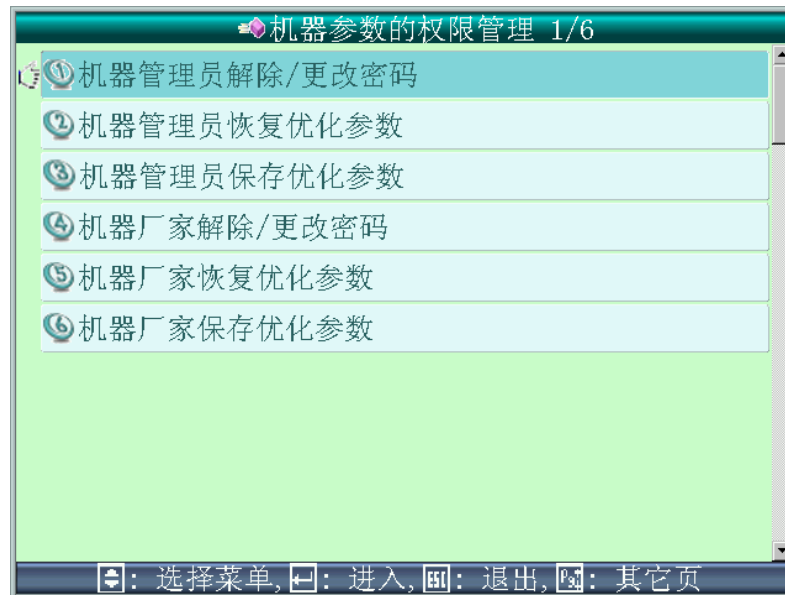 机器参数的权限管理 1/6
①机器管理员解除/更改密码
②机器管理员恢复优化参数
③机器管理员保存优化参数
④机器厂家解除/更改密码
⑤机器厂家恢复优化参数
⑥机器厂家保存优化参数
: 选择菜单, : 进入, ESC: 退出, Pg: 其它页